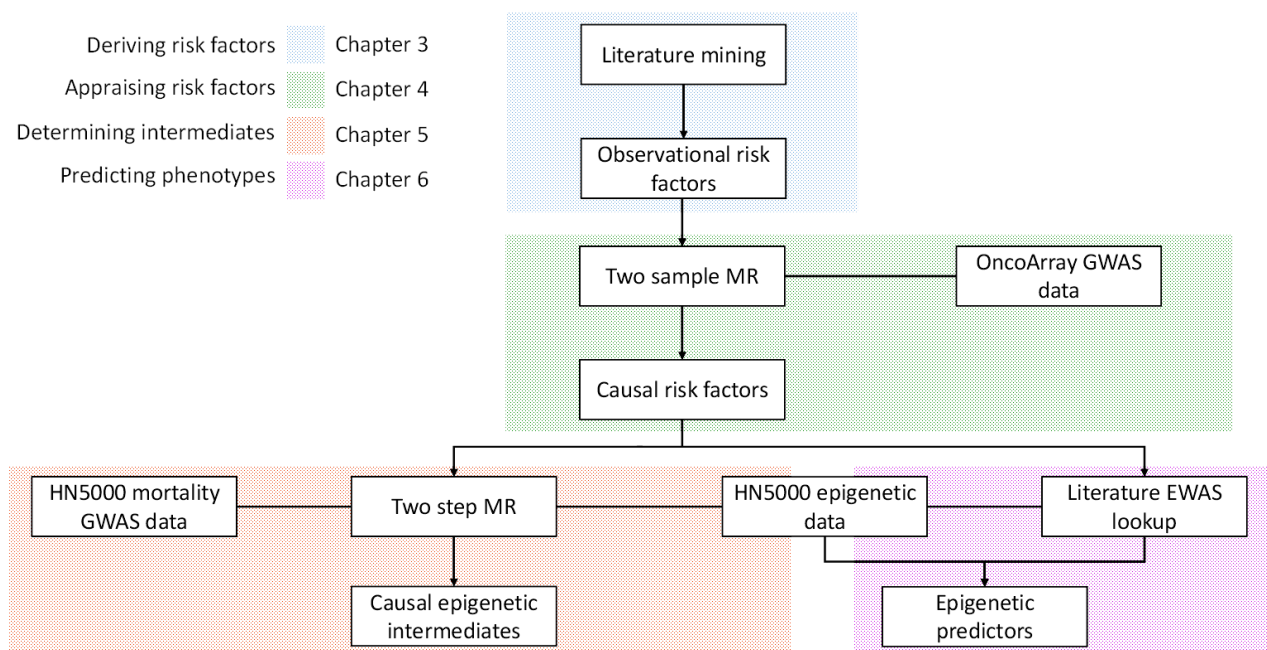 Deriving risk factors
Chapter 3
Appraising risk factors
Chapter 4
Determining intermediates
Chapter 5
Predicting phenotypes
Chapter 6
Literature mining
Observational risk
factors
Two sample MR
OncoArray GWAS
data
Causal risk factors
HN5000 mortality
GWAS data
Two step MR
HN5000 epigenetic
data
Literature EWAS
lookup
Causal epigenetic
intermediates
Epigenetic
predictors